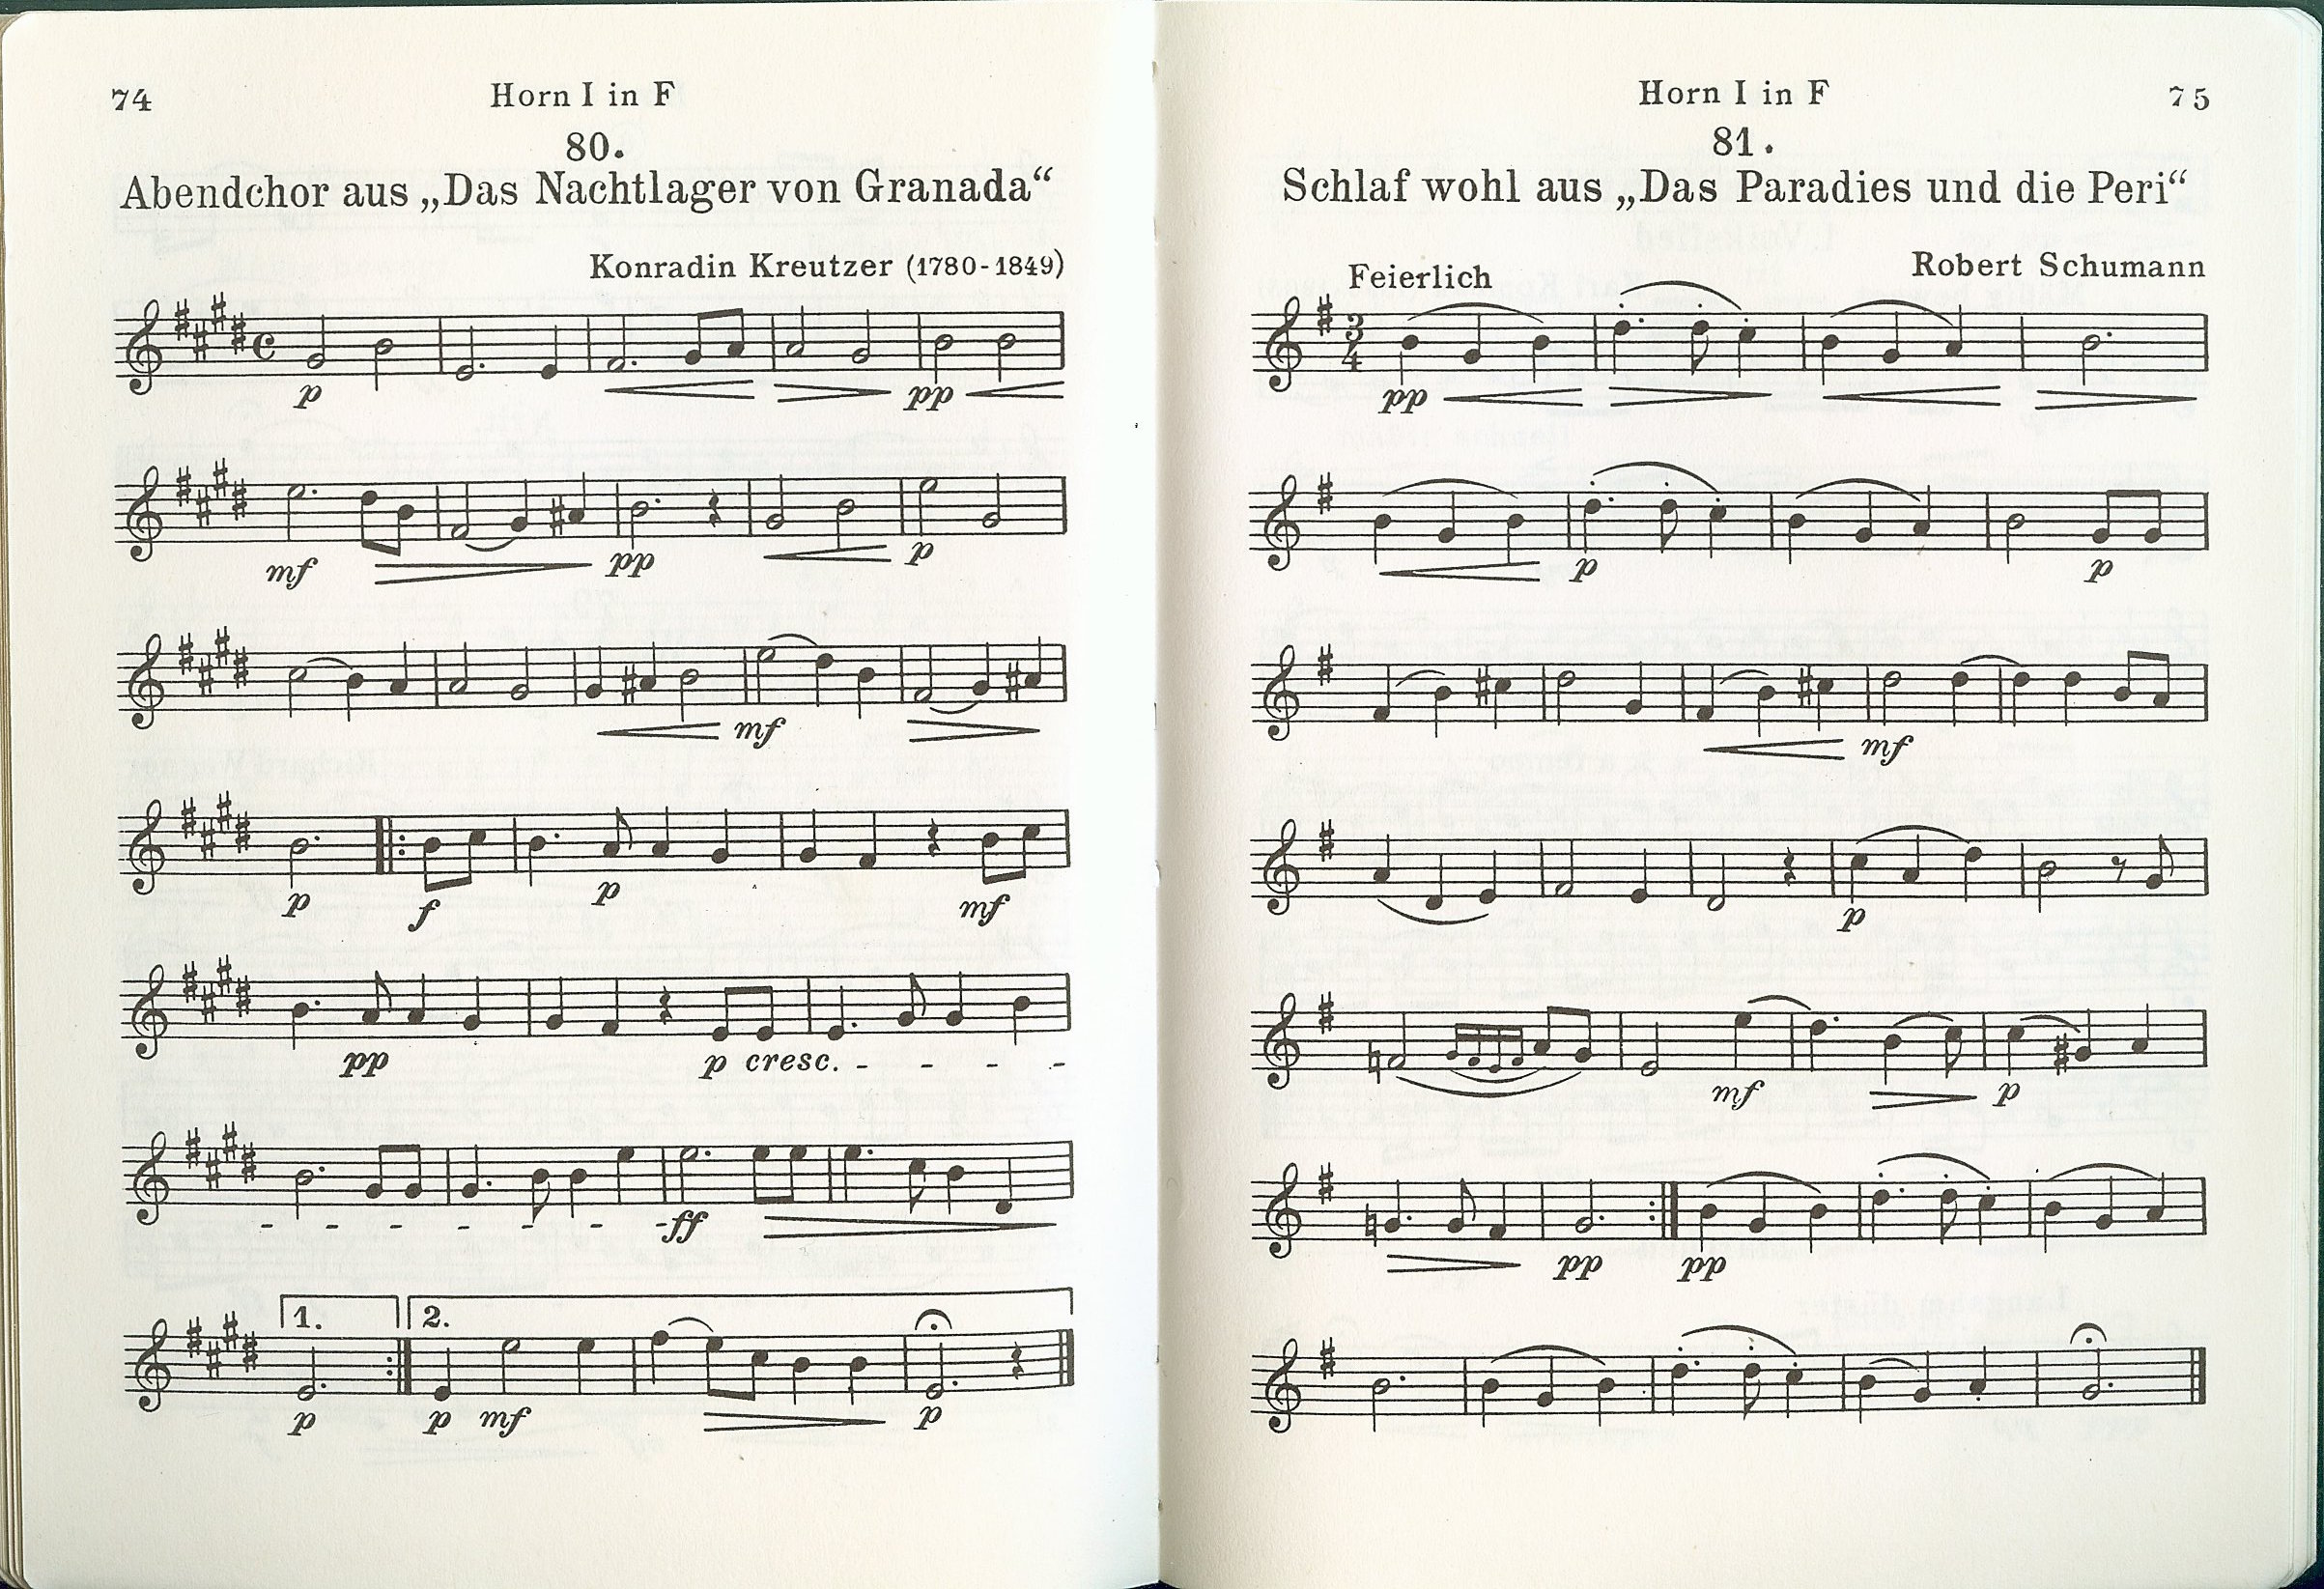 74
Horn I in F
80.
Abendchor aus „Das Nachtlager von Granada“
Konradin Kreutzer (1780-1849)
p pp
mf pp p
mf
p f p mf
pp p cresc. - - - -
- - - - - - -ff
1. 2.
p p mf p
Horn I in F
75
81.
Schlaf wohl aus „Das Paradies und die Peri“
Robert Schumann
Feierlich
3
4
pp
p p
mf
p
mf p
pp pp